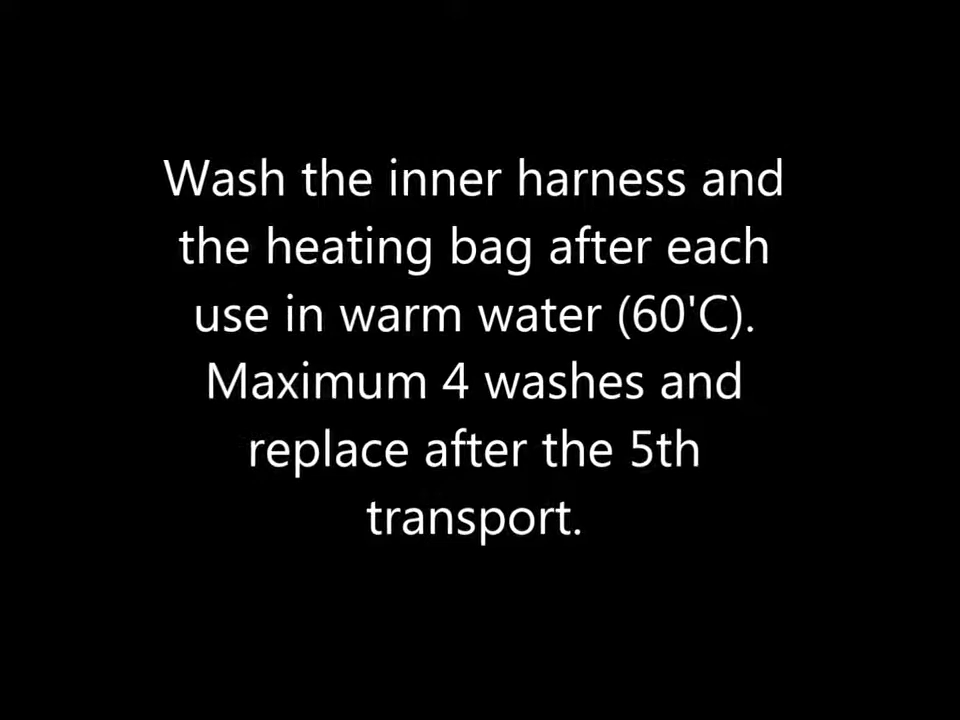 Wash the inner harness and
the heating bag after each
use in warm water (60'C).
Maximum 4 washes and
replace after the 5th
transport.